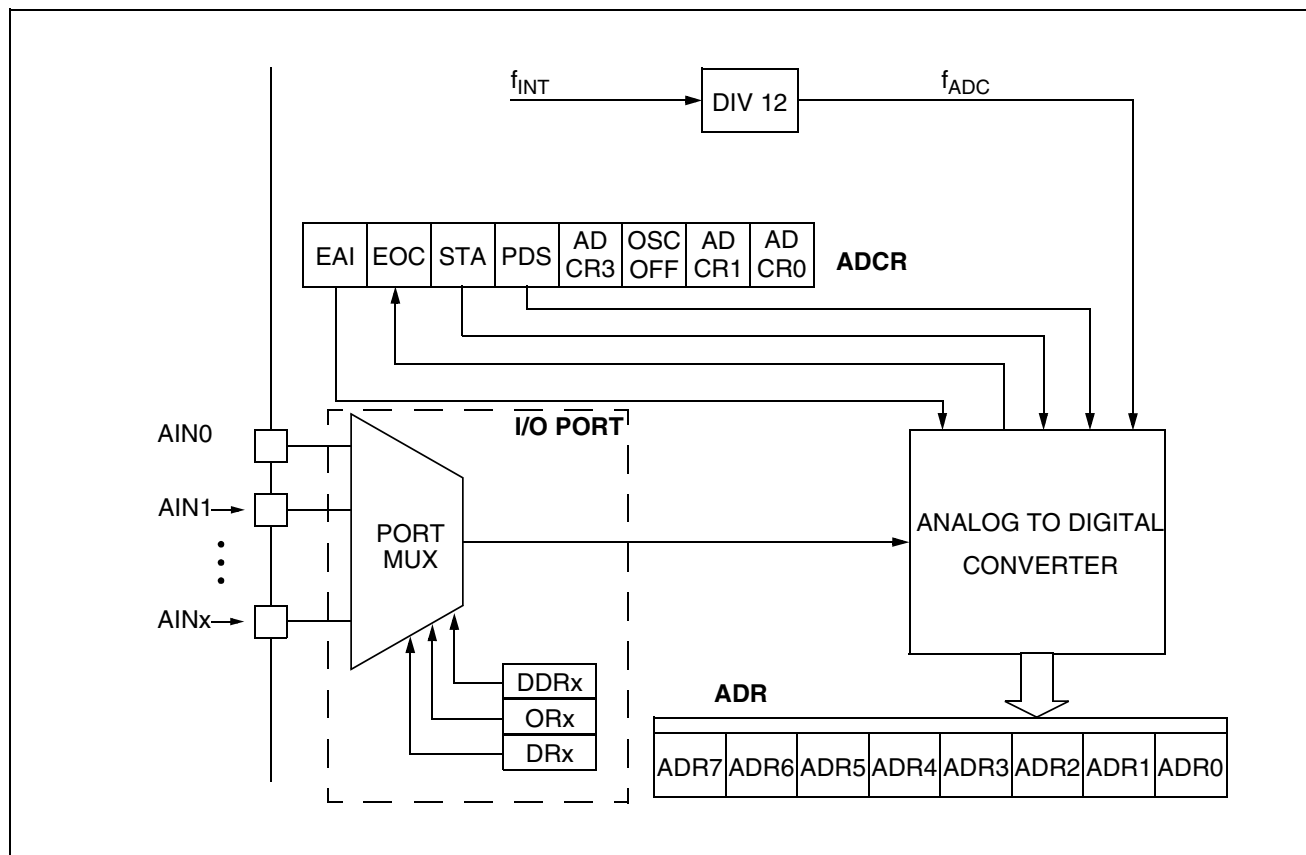 fINT
DIV 12
fADC
EAI EOC STA PDS AD CR3 OSC OFF AD CR1 AD CR0
ADCR
I/O PORT
AIN0
AIN1
AINx
PORT
MUX
ANALOG TO DIGITAL
CONVERTER
DDRx
ORx
DRx
ADR
ADR7 ADR6 ADR5 ADR4 ADR3 ADR2 ADR1 ADR0